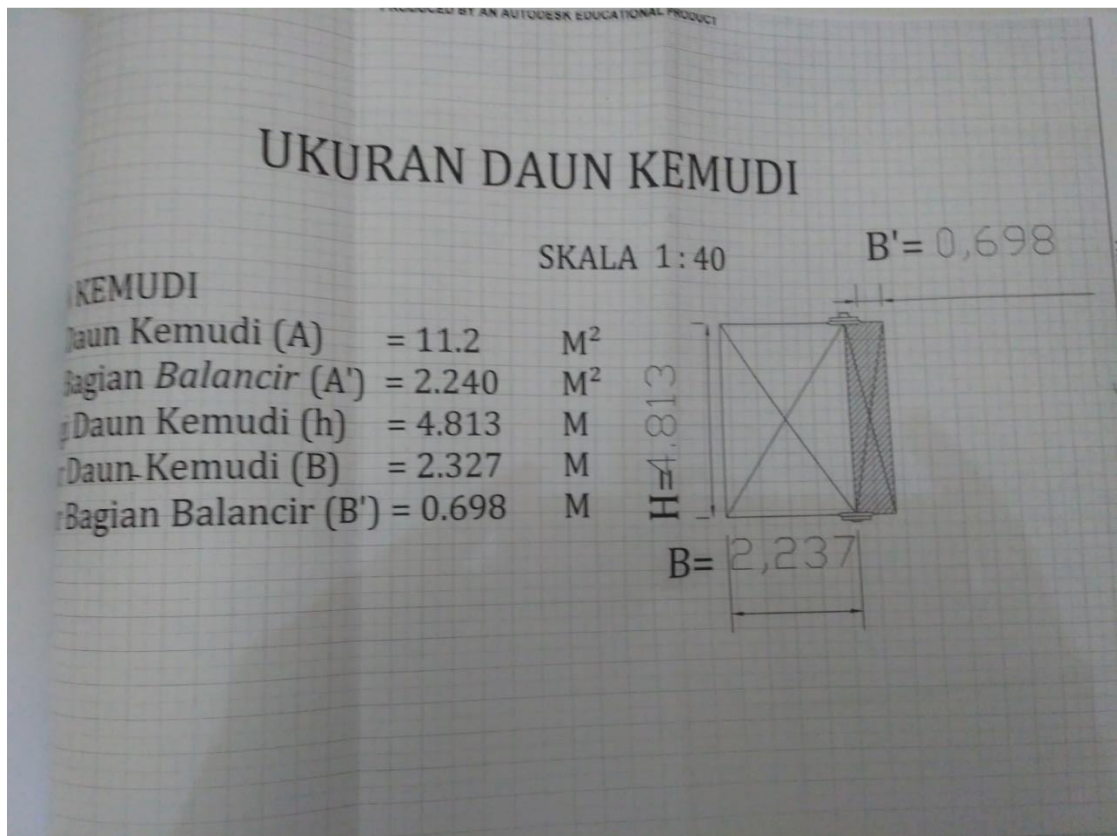 PRODUCED BY AN AUTODESK EDUCATIONAL PRODUCT
UKURAN DAUN KEMUDI
SKALA 1:40
B'= 0,698
KEMUDI
Daun Kemudi (A) = 11.2 M²
Bagian Balancir (A') = 2.240 M²
Daun Kemudi (h) = 4.813 M
Daun Kemudi (B) = 2.327 M
Bagian Balancir (B') = 0.698 M
H=4.813
B= 2,237